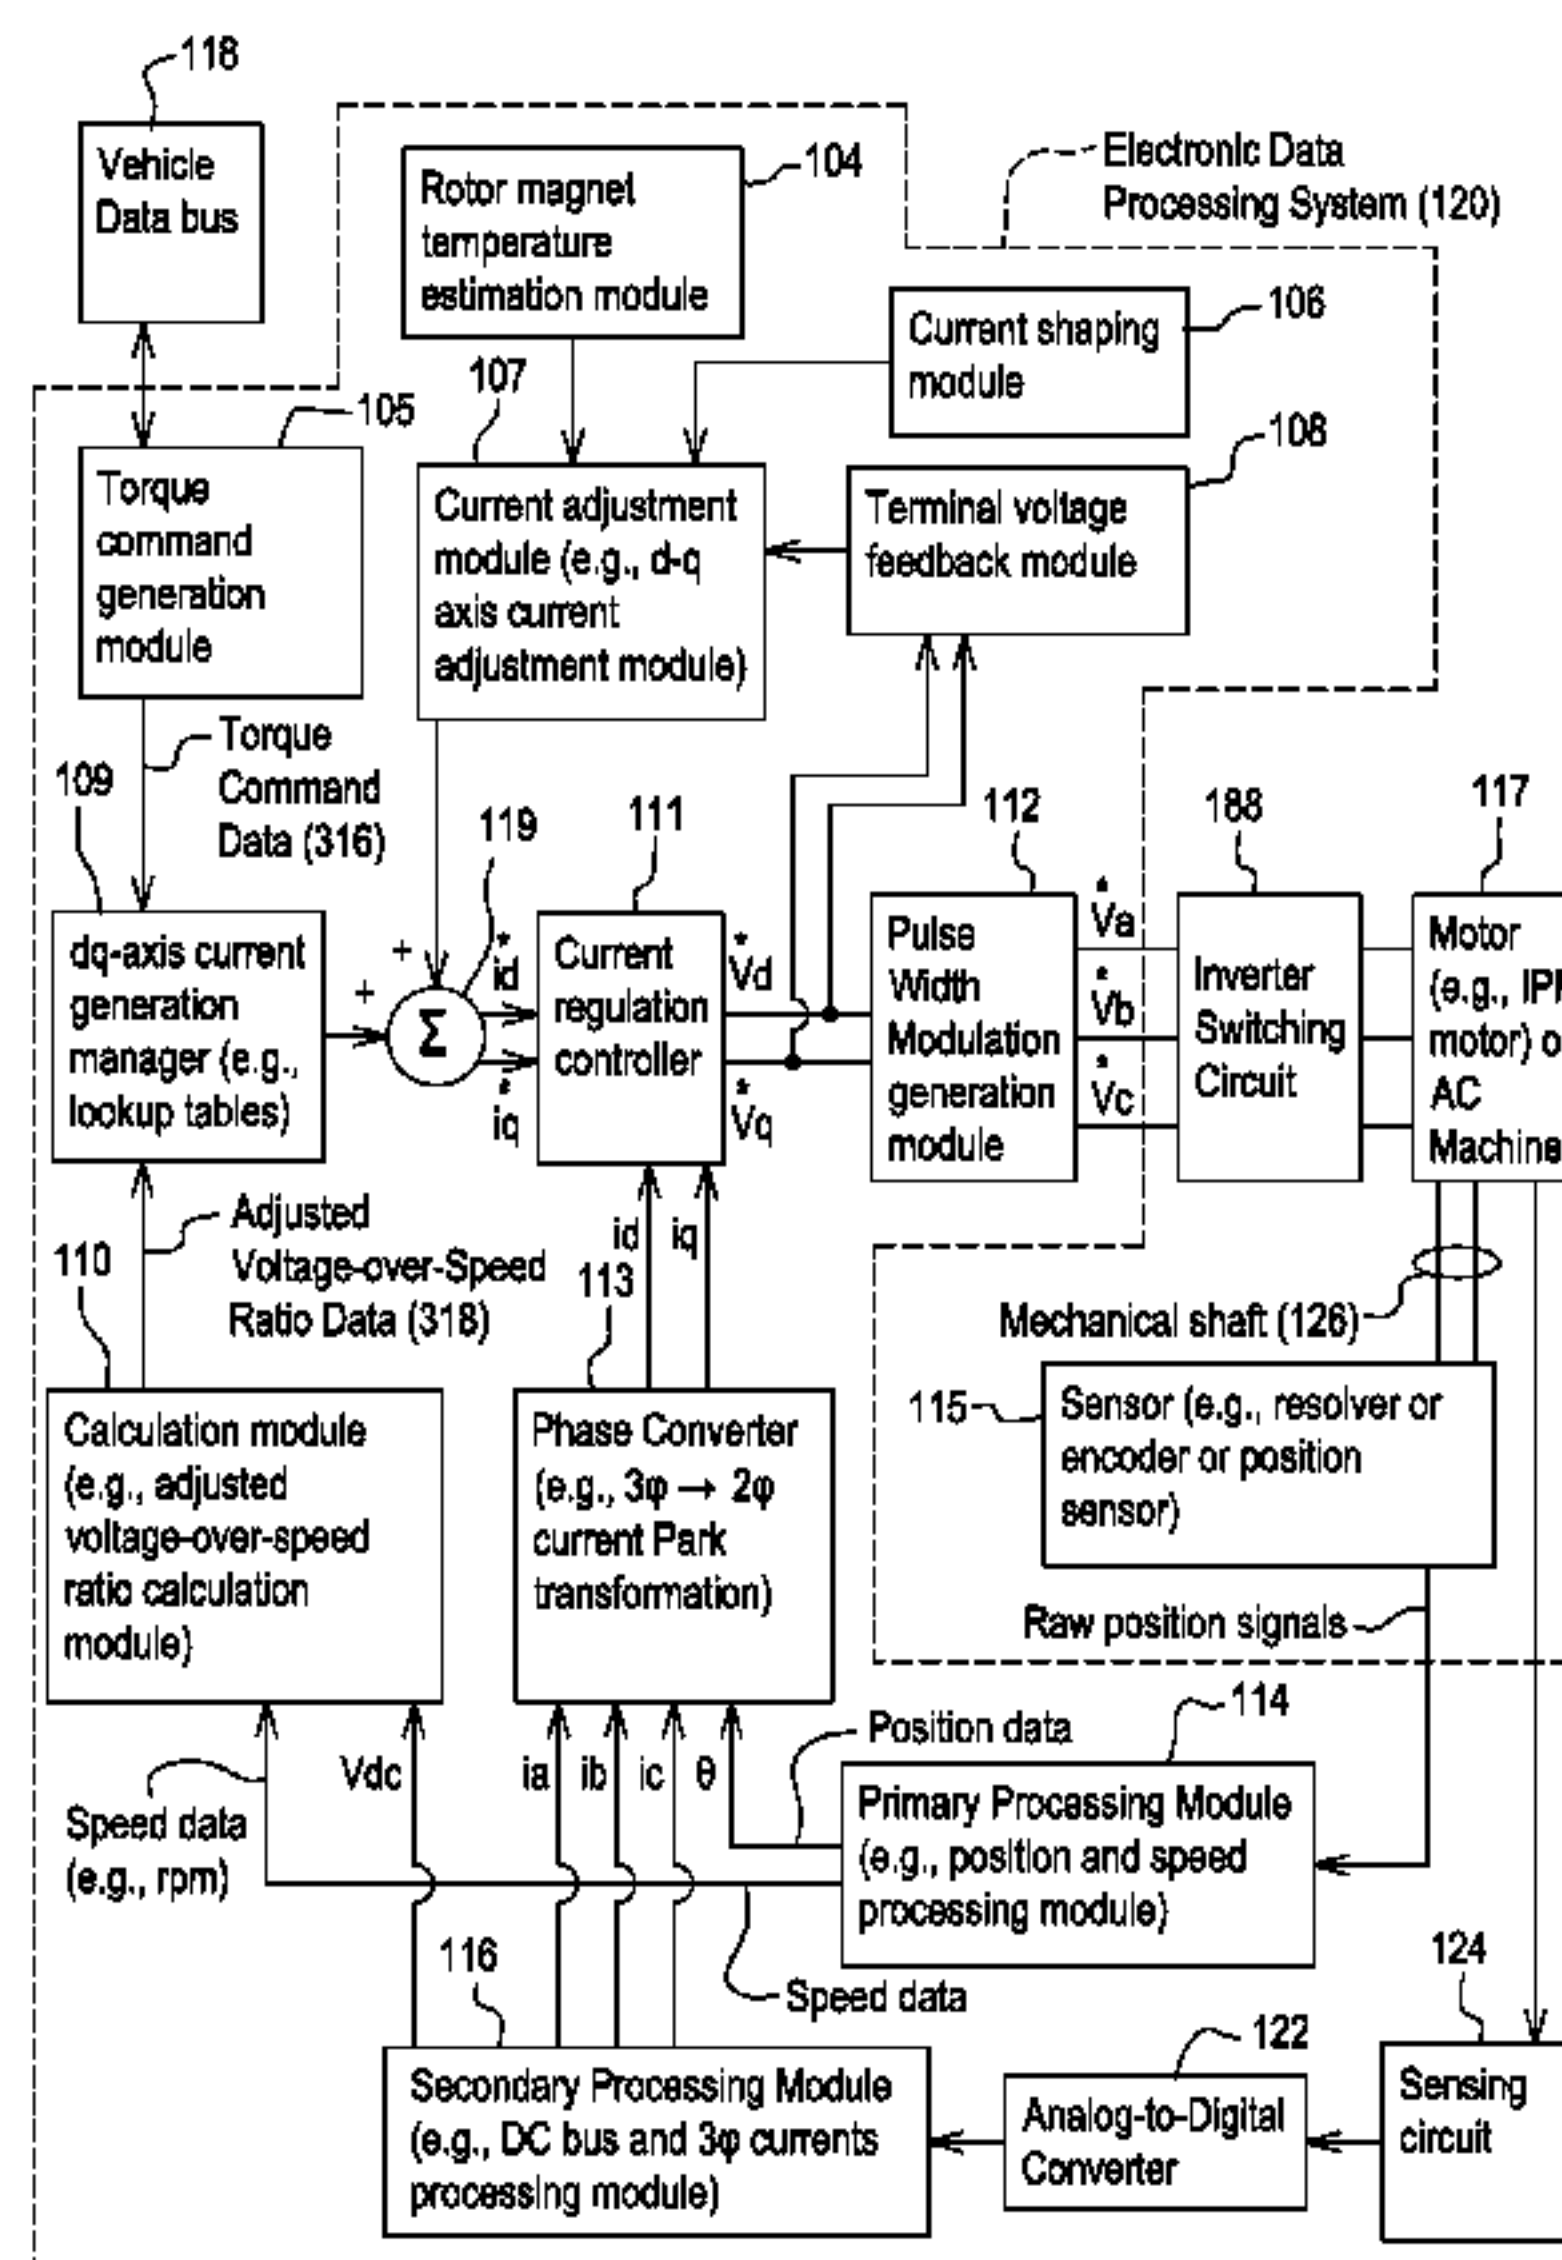 118
Vehicle
Data bus
Rotor magnet
temperature
estimation module
104
Electronic Data
Processing System (120)
Current shaping
module
106
107
105
108
Torque
command
generation
module
Current adjustment
module (e.g., d-q
axis current
adjustment module)
Terminal voltage
feedback module
Torque
Command
Data (316)
109
119
111
112
188
117
dq-axis current
generation
manager (e.g.,
lookup tables)
+
+
Σ
id*
iq*
Current
regulation
controller
Vd*
Vq*
Pulse
Width
Modulation
generation
module
Va*
Vb*
Vc*
Inverter
Switching
Circuit
Motor
(e.g., IPM
motor) o
AC
Machine
Adjusted
Voltage-over-Speed
Ratio Data (318)
110
id
iq
113
Mechanical shaft (126)
Calculation module
(e.g., adjusted
voltage-over-speed
ratio calculation
module)
Phase Converter
(e.g., 3φ → 2φ
current Park
transformation)
115
Sensor (e.g., resolver or
encoder or position
sensor)
Raw position signals
114
Position data
Vdc
ia
ib
ic
θ
Speed data
(e.g., rpm)
Primary Processing Module
(e.g., position and speed
processing module)
116
Speed data
124
122
Secondary Processing Module
(e.g., DC bus and 3φ currents
processing module)
Analog-to-Digital
Converter
Sensing
circuit